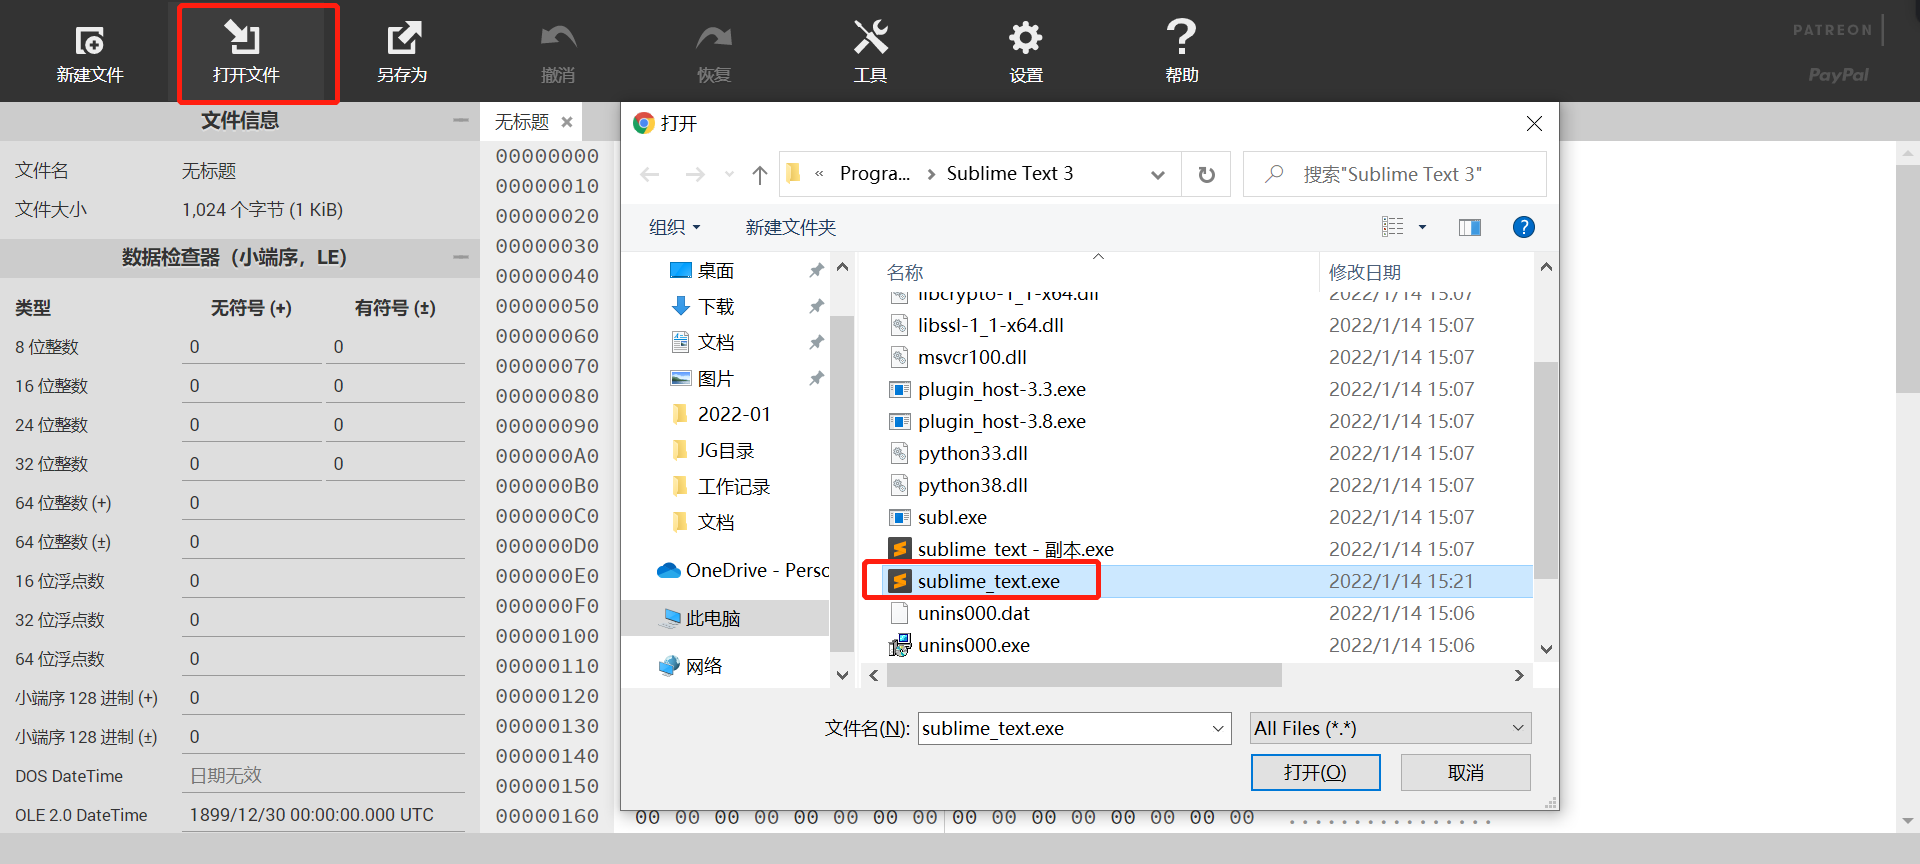 新建文件
打开文件
另存为
撤消
恢复
工具
设置
帮助
PATREON
PayPal
文件信息
文件名 无标题
文件大小 1,024 个字节 (1 KiB)
数据检查器（小端序，LE）
类型 无符号 (+) 有符号 (±)
8 位整数 0 0
16 位整数 0 0
24 位整数 0 0
32 位整数 0 0
64 位整数 (+) 0
64 位整数 (±) 0
16 位浮点数 0
32 位浮点数 0
64 位浮点数 0
小端序 128 进制 (+) 0
小端序 128 进制 (±) 0
DOS DateTime 日期无效
OLE 2.0 DateTime 1899/12/30 00:00:00.000 UTC
无标题 ×
00000000
00000010
00000020
00000030
00000040
00000050
00000060
00000070
00000080
00000090
000000A0
000000B0
000000C0
000000D0
000000E0
000000F0
00000100
00000110
00000120
00000130
00000140
00000150
00000160 00 00 00 00 00 00 00 00 00 00 00 00 00 00 00 00 ................
打开
« Progra... › Sublime Text 3
搜索"Sublime Text 3"
组织
新建文件夹
桌面
下载
文档
图片
2022-01
JG目录
工作记录
文档
OneDrive - Perso
此电脑
网络
名称 修改日期
libcrypto-1_1-x64.dll 2022/1/14 15:07
libssl-1_1-x64.dll 2022/1/14 15:07
msvcr100.dll 2022/1/14 15:07
plugin_host-3.3.exe 2022/1/14 15:07
plugin_host-3.8.exe 2022/1/14 15:07
python33.dll 2022/1/14 15:07
python38.dll 2022/1/14 15:07
subl.exe 2022/1/14 15:07
sublime_text - 副本.exe 2022/1/14 15:07
sublime_text.exe 2022/1/14 15:21
unins000.dat 2022/1/14 15:06
unins000.exe 2022/1/14 15:06
文件名(N): sublime_text.exe
All Files (*.*)
打开(O)
取消